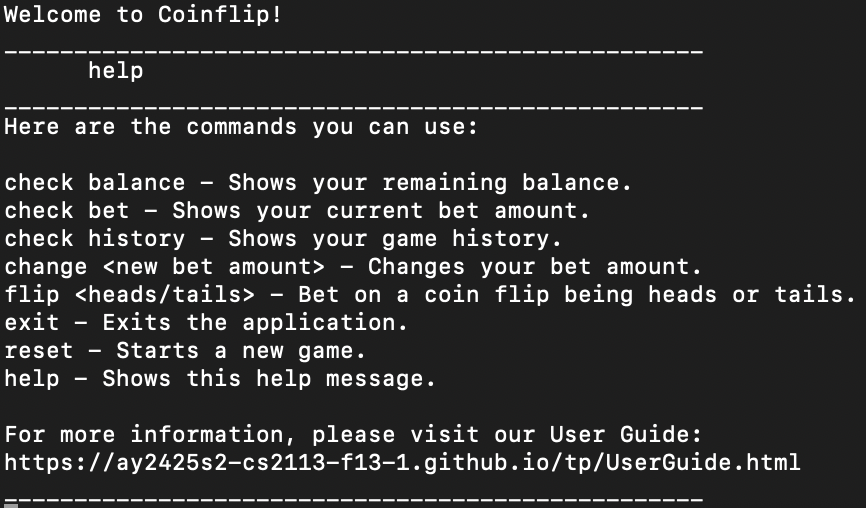 Welcome to Coinflip!
__________________________________________________
help
__________________________________________________
Here are the commands you can use:
check balance – Shows your remaining balance.
check bet – Shows your current bet amount.
check history – Shows your game history.
change <new bet amount> – Changes your bet amount.
flip <heads/tails> – Bet on a coin flip being heads or tails.
exit – Exits the application.
reset – Starts a new game.
help – Shows this help message.
For more information, please visit our User Guide:
https://ay2425s2-cs2113-f13-1.github.io/tp/UserGuide.html
__________________________________________________